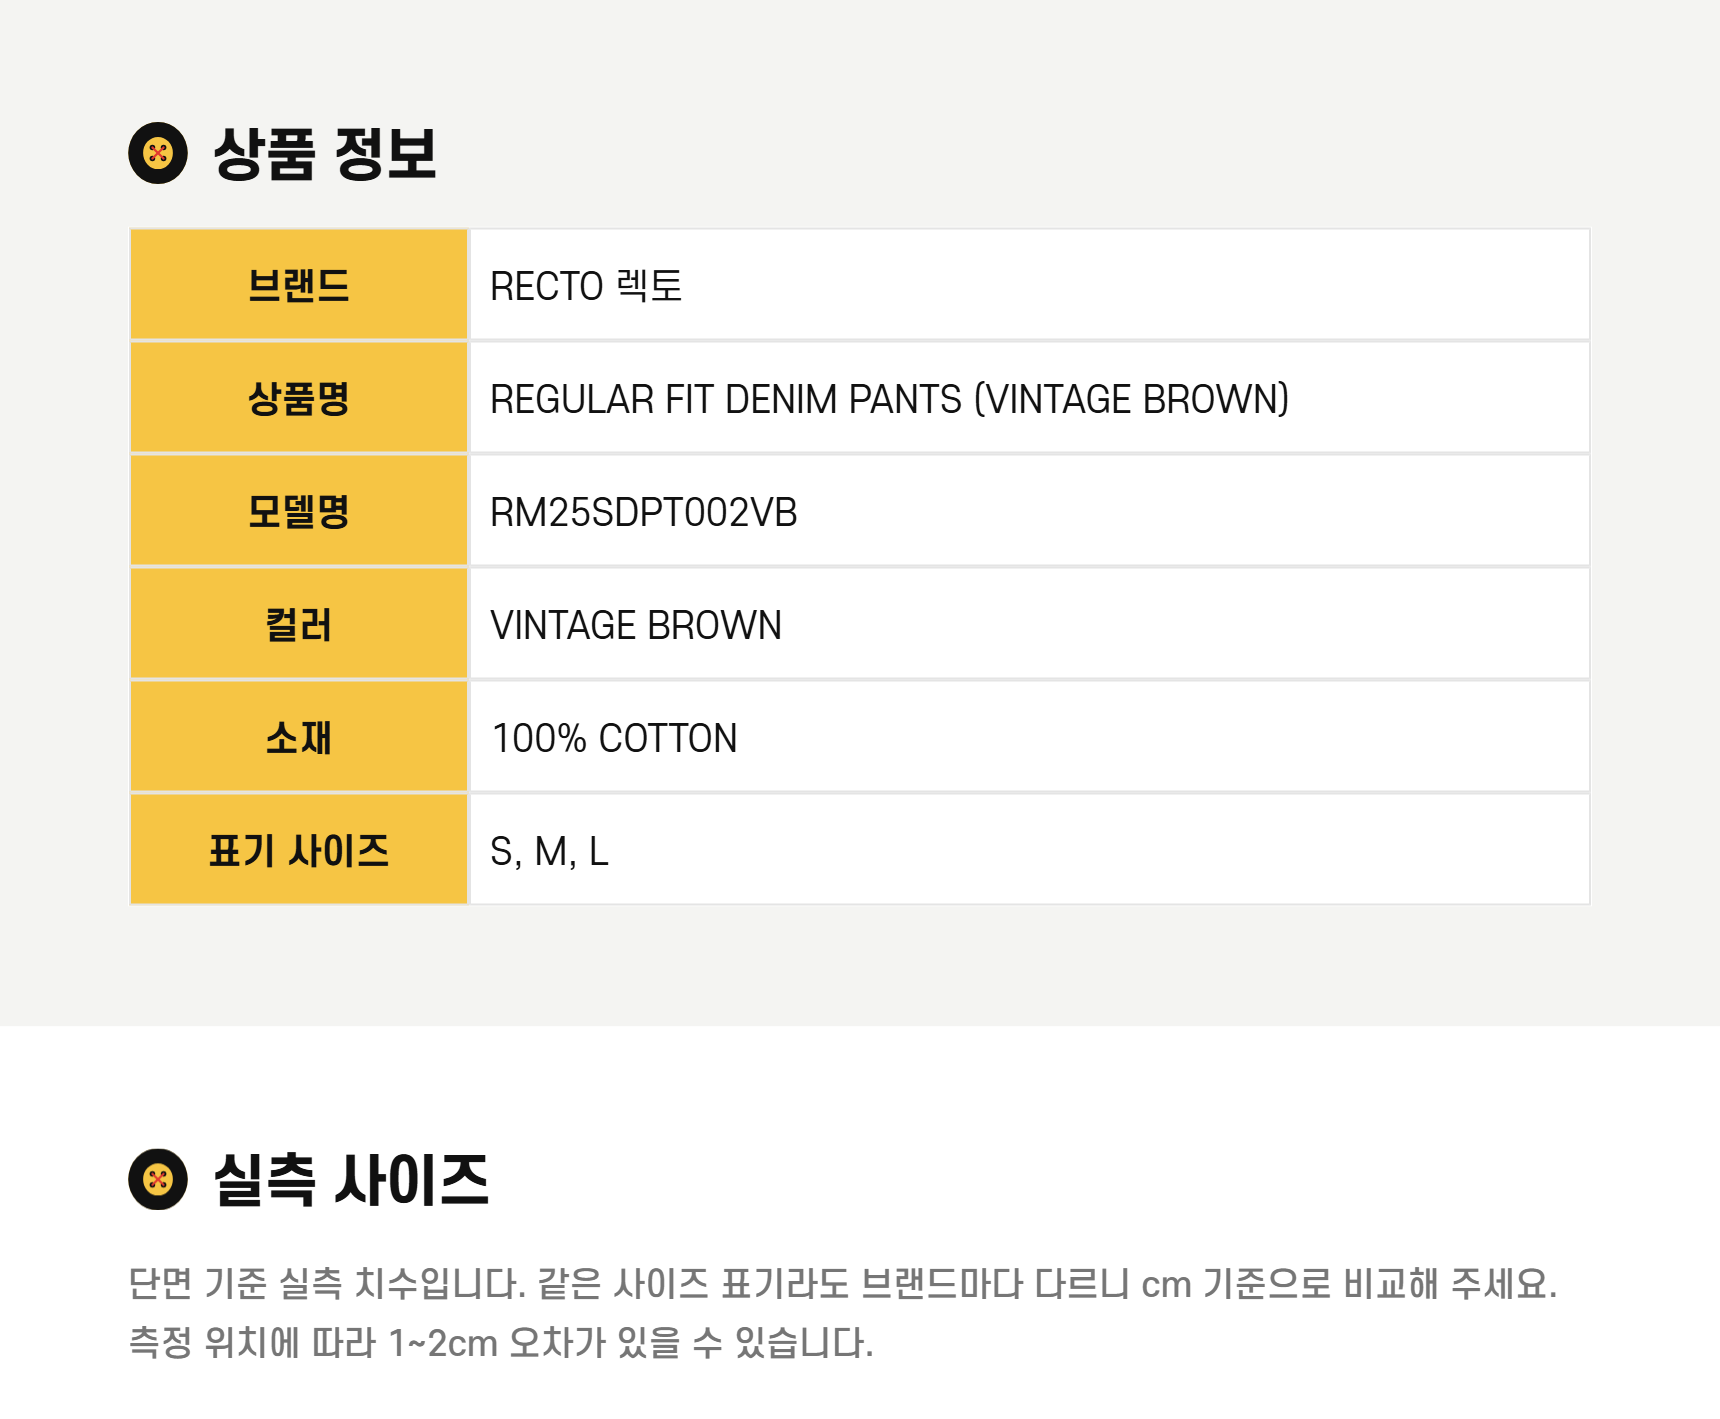 상품 정보
브랜드 RECTO 렉토
상품명 REGULAR FIT DENIM PANTS (VINTAGE BROWN)
모델명 RM25SDPT002VB
컬러 VINTAGE BROWN
소재 100% COTTON
표기 사이즈 S, M, L
실측 사이즈
단면 기준 실측 치수입니다. 같은 사이즈 표기라도 브랜드마다 다르니 cm 기준으로 비교해 주세요.
측정 위치에 따라 1~2cm 오차가 있을 수 있습니다.